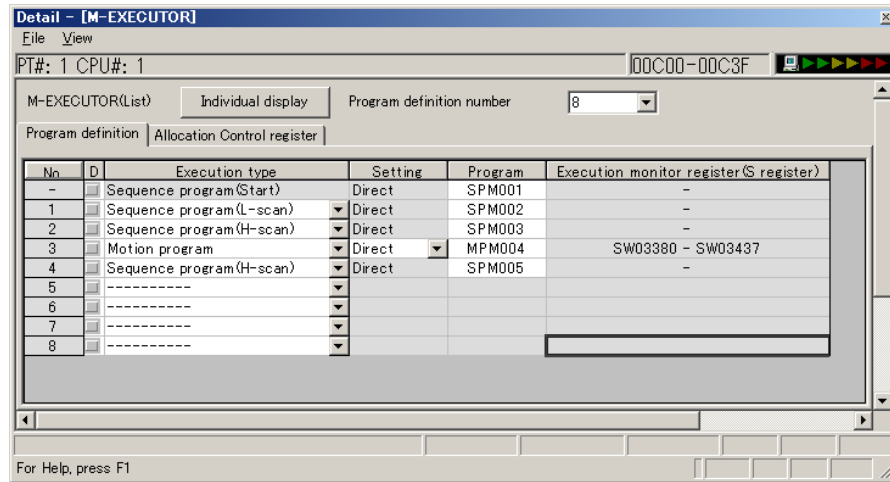 Detail - [M-EXECUTOR]
File View
PT#: 1 CPU#: 1 00C00-00C3F
M-EXECUTOR(List) Individual display Program definition number 8
Program definition Allocation Control register
No D Execution type Setting Program Execution monitor register(S register)
- Sequence program(Start) Direct SPM001 -
1 Sequence program(L-scan) Direct SPM002 -
2 Sequence program(H-scan) Direct SPM003 -
3 Motion program Direct MPM004 SW03380 - SW03437
4 Sequence program(H-scan) Direct SPM005 -
5 ----------
6 ----------
7 ----------
8 ----------
For Help, press F1